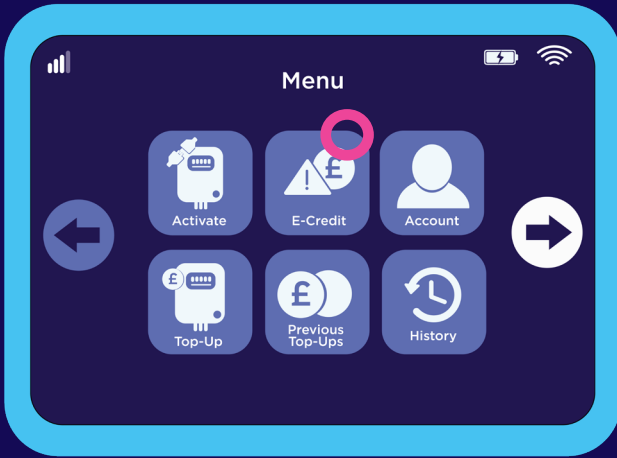 Menu
Activate
E-Credit
Account
Top-Up
Previous
Top-Ups
History